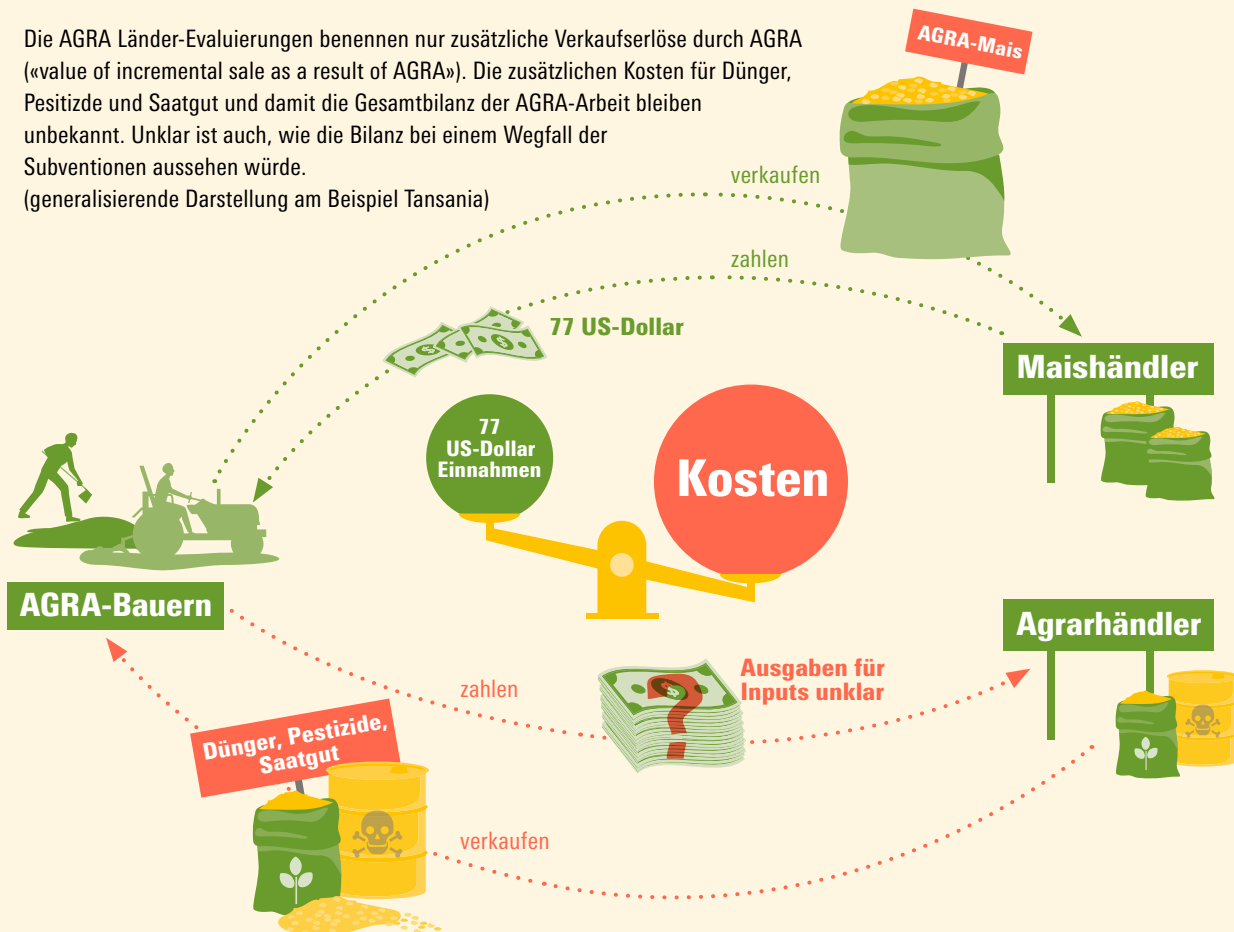 Die AGRA Länder-Evaluierungen benennen nur zusätzliche Verkaufserlöse durch AGRA
(«value of incremental sale as a result of AGRA»). Die zusätzlichen Kosten für Dünger,
Pesitizde und Saatgut und damit die Gesamtbilanz der AGRA-Arbeit bleiben
unbekannt. Unklar ist auch, wie die Bilanz bei einem Wegfall der
Subventionen aussehen würde.
(generalisierende Darstellung am Beispiel Tansania)
AGRA-Mais
verkaufen
zahlen
77 US-Dollar
Maishändler
77
US-Dollar
Einnahmen
Kosten
AGRA-Bauern
Agrarhändler
zahlen
Ausgaben für
Inputs unklar
?
Dünger, Pestizide,
Saatgut
verkaufen